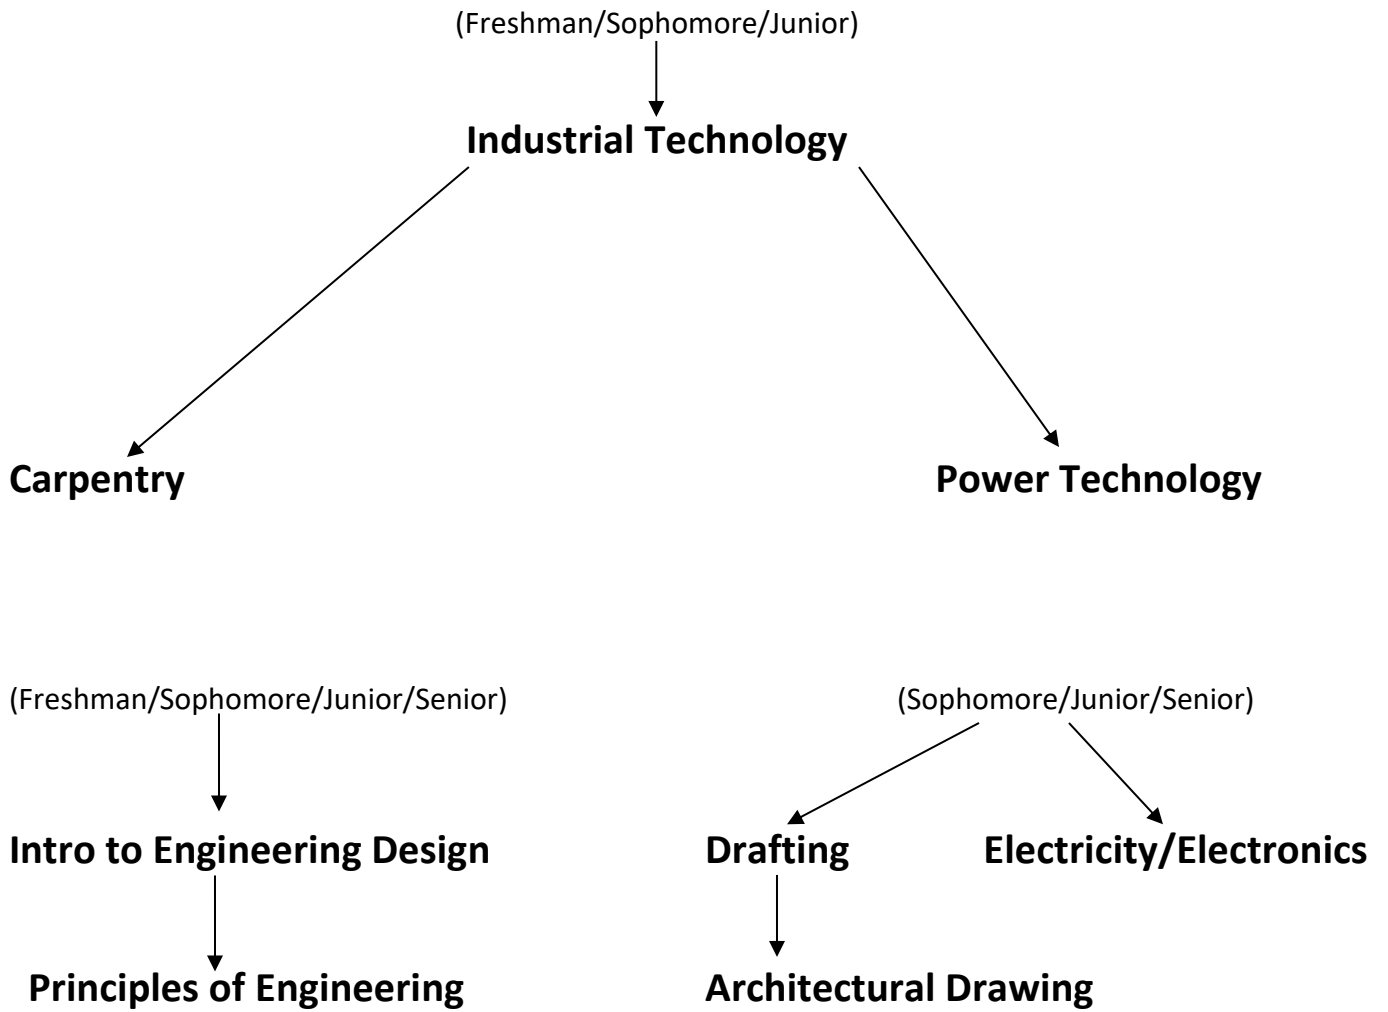 (Freshman/Sophomore/Junior)
Industrial Technology
Carpentry
Power Technology
(Freshman/Sophomore/Junior/Senior)
(Sophomore/Junior/Senior)
Intro to Engineering Design
Drafting
Electricity/Electronics
Principles of Engineering
Architectural Drawing